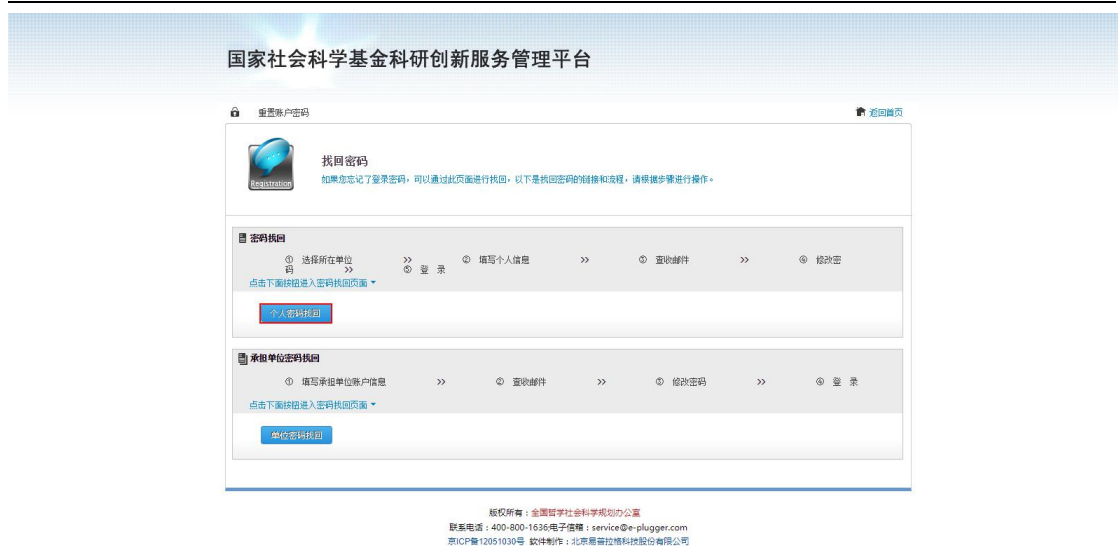 国家社会科学基金科研创新服务管理平台
重置账户密码
返回首页
Registration
找回密码
如果您忘记了登录密码，可以通过此页面进行找回，以下是找回密码的链接和流程，请根据步骤进行操作。
密码找回
① 选择所在单位 >> ② 填写个人信息 >> ③ 查收邮件 >> ④ 修改密
码 >> ⑤ 登 录
点击下面按钮进入密码找回页面
个人密码找回
承担单位密码找回
① 填写承担单位账户信息 >> ② 查收邮件 >> ③ 修改密码 >> ④ 登 录
点击下面按钮进入密码找回页面
单位密码找回
版权所有：全国哲学社会科学规划办公室
联系电话：400-800-1636;电子信箱：service@e-plugger.com
京ICP备12051030号 软件制作：北京易普拉格科技股份有限公司